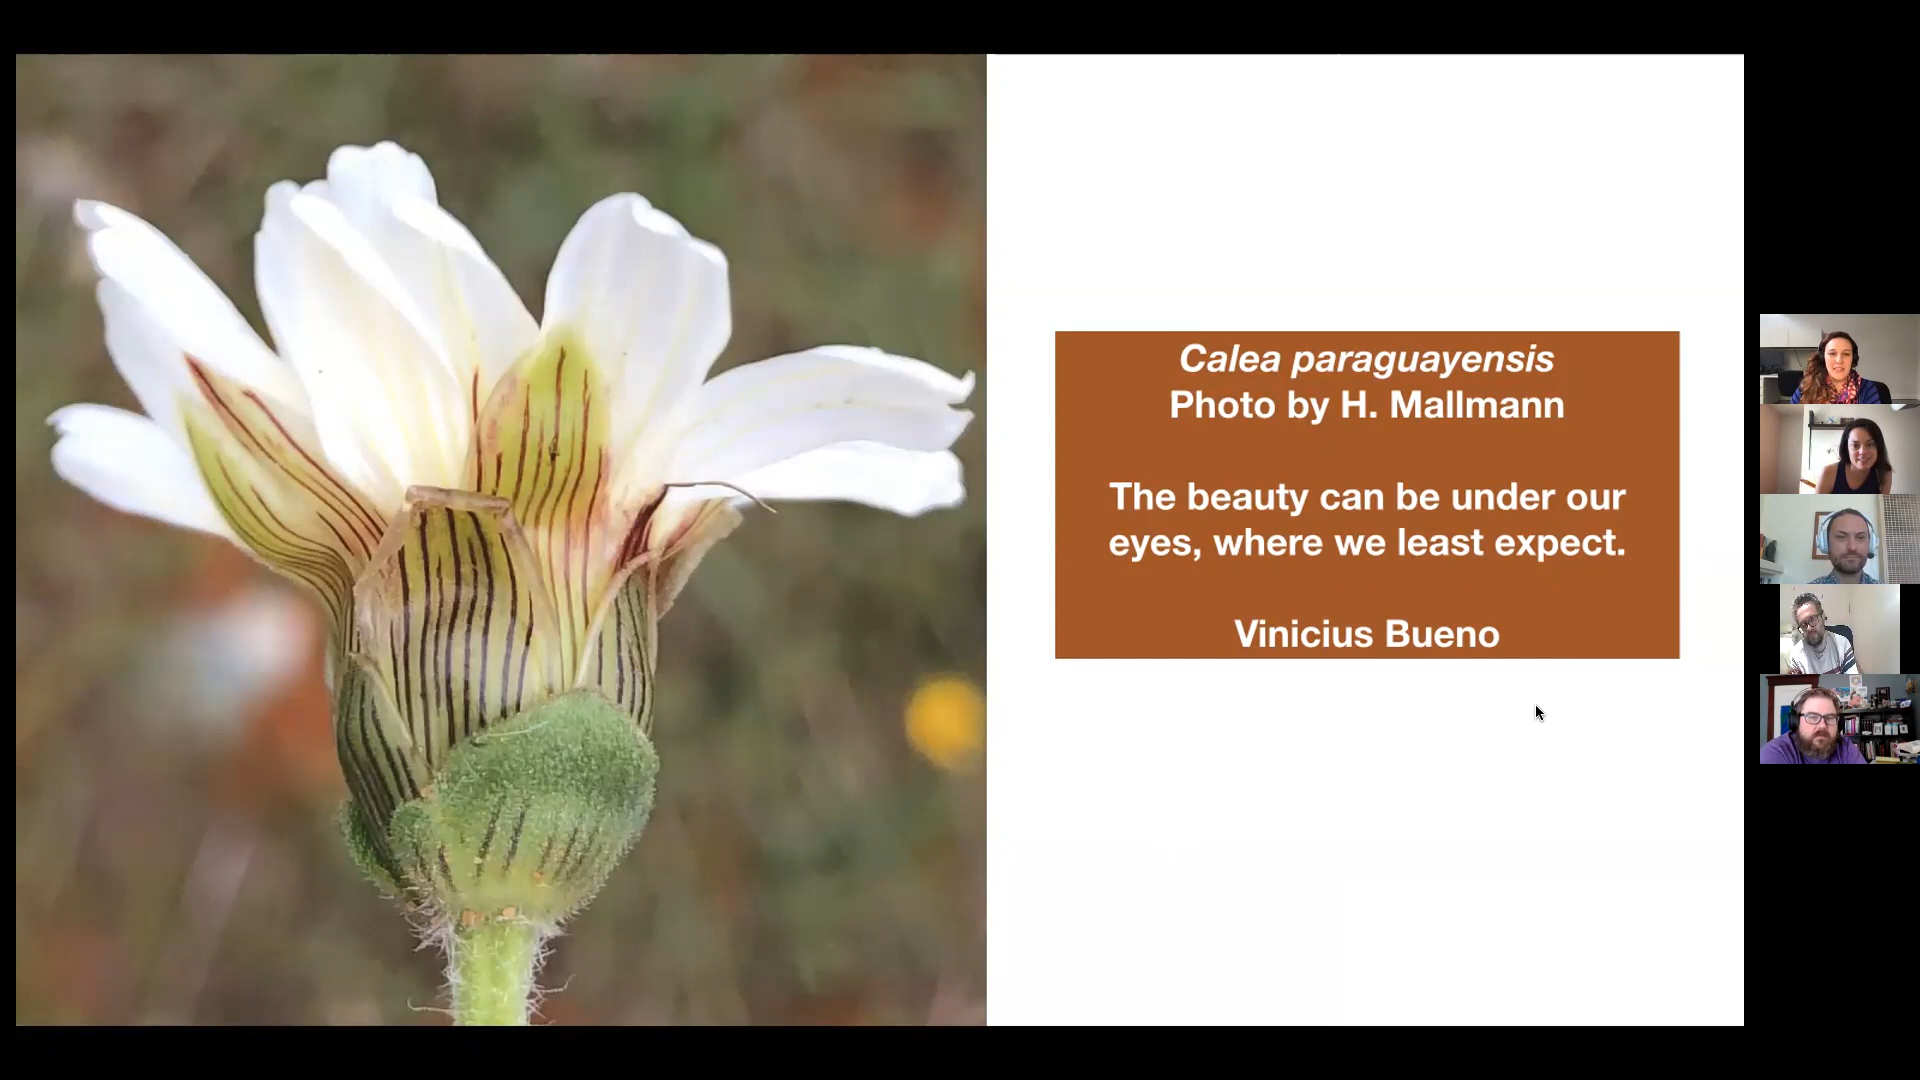 Calea paraguayensis
Photo by H. Mallmann
The beauty can be under our
eyes, where we least expect.
Vinicius Bueno